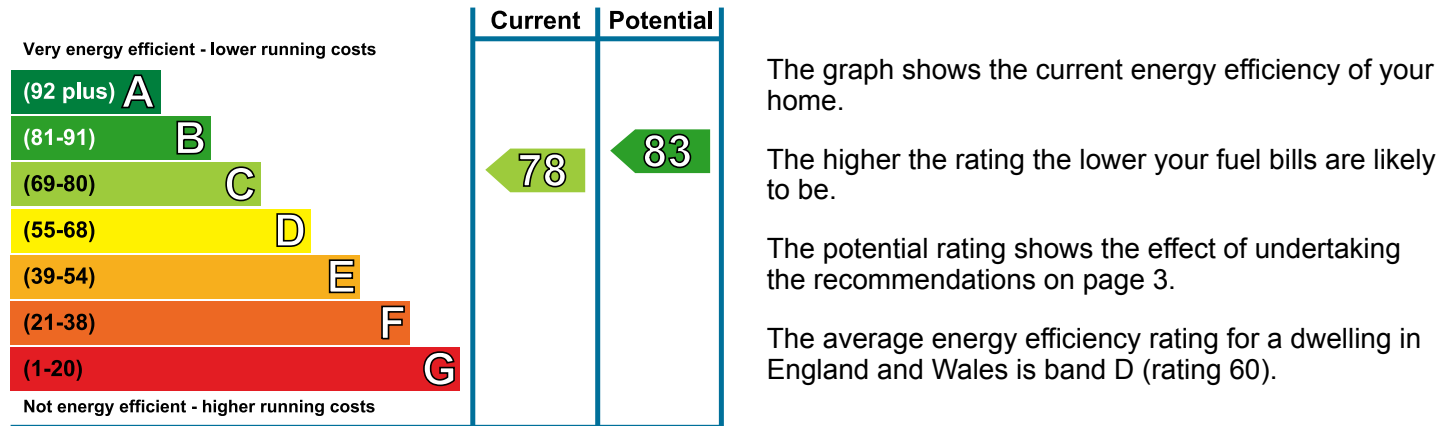 Current Potential
Very energy efficient - lower running costs
(92 plus) A
(81-91) B
(69-80) C
(55-68) D
(39-54) E
(21-38) F
(1-20) G
Not energy efficient - higher running costs
78
83
The graph shows the current energy efficiency of your
home.
The higher the rating the lower your fuel bills are likely
to be.
The potential rating shows the effect of undertaking
the recommendations on page 3.
The average energy efficiency rating for a dwelling in
England and Wales is band D (rating 60).